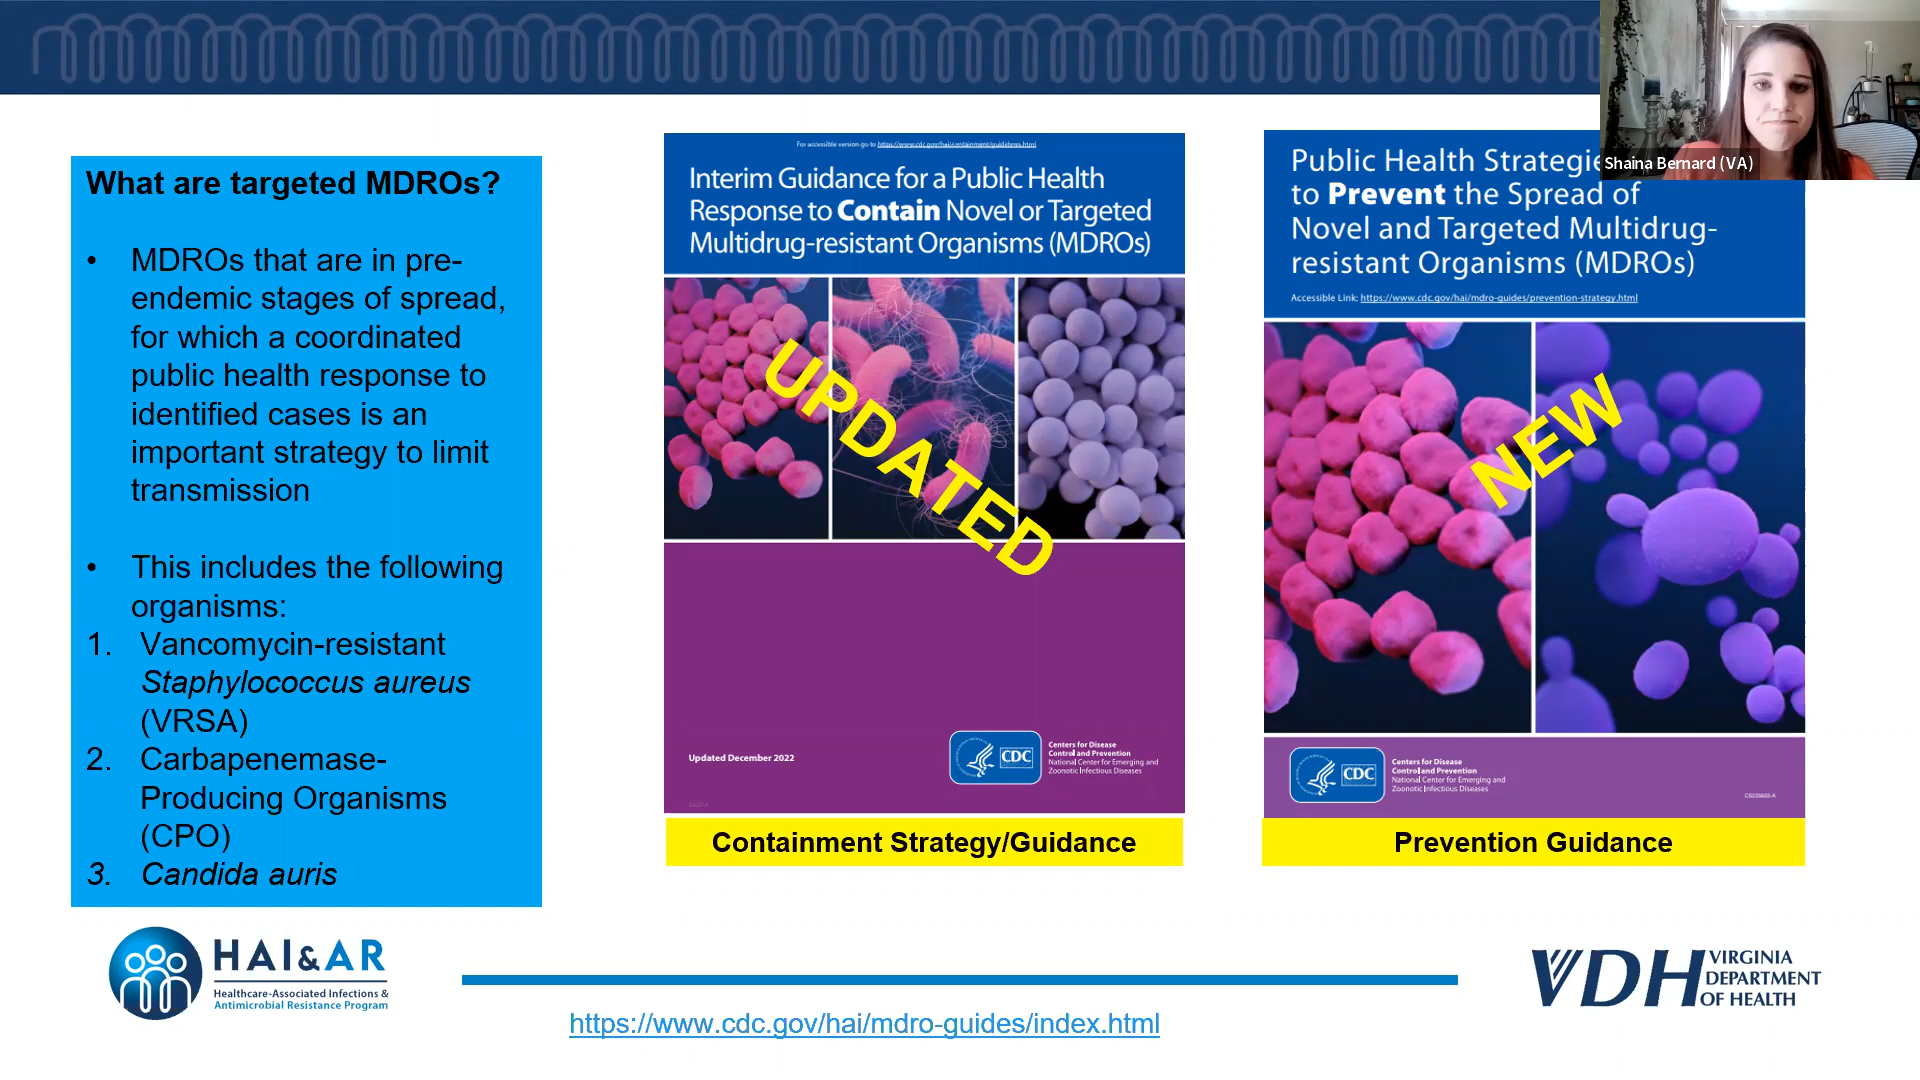 What are targeted MDROs?
• MDROs that are in pre-
endemic stages of spread,
for which a coordinated
public health response to
identified cases is an
important strategy to limit
transmission
• This includes the following
organisms:
1. Vancomycin-resistant
Staphylococcus aureus
(VRSA)
2. Carbapenemase-
Producing Organisms
(CPO)
3. Candida auris
For accessible version go to https://www.cdc.gov/hai/containment/guidelines.html
Interim Guidance for a Public Health
Response to Contain Novel or Targeted
Multidrug-resistant Organisms (MDROs)
UPDATED
Updated December 2022
CDC
Centers for Disease
Control and Prevention
National Center for Emerging and
Zoonotic Infectious Diseases
Containment Strategy/Guidance
Public Health Strategie
to Prevent the Spread of
Novel and Targeted Multidrug-
resistant Organisms (MDROs)
Accessible Link: https://www.cdc.gov/hai/mdro-guides/prevention-strategy.html
NEW
CDC
Centers for Disease
Control and Prevention
National Center for Emerging and
Zoonotic Infectious Diseases
Prevention Guidance
Shaina Bernard (VA)
HAI&AR
Healthcare-Associated Infections &
Antimicrobial Resistance Program
https://www.cdc.gov/hai/mdro-guides/index.html
VDH VIRGINIA
DEPARTMENT
OF HEALTH